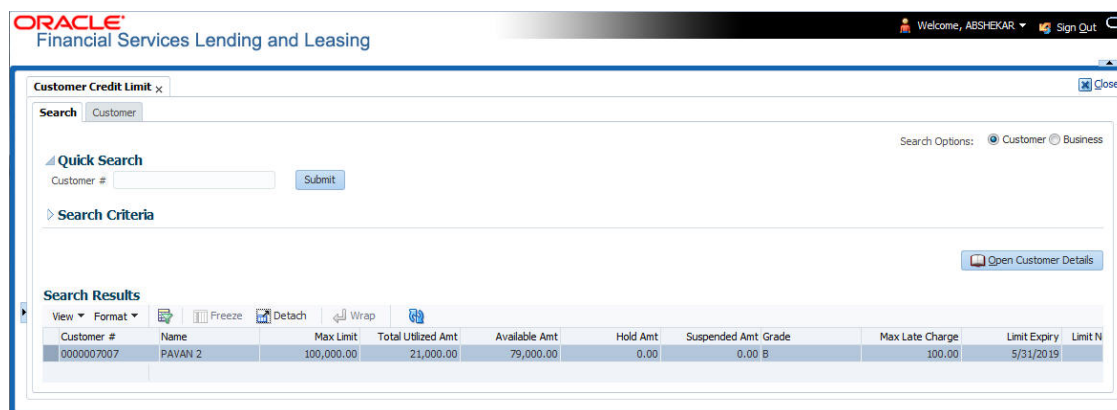 ORACLE
Financial Services Lending and Leasing
Welcome, ABSHEKAR Sign Out
Customer Credit Limit x Close
Search Customer
Search Options: Customer Business
Quick Search
Customer # Submit
Search Criteria
Open Customer Details
Search Results
View Format Freeze Detach Wrap
Customer # Name Max Limit Total Utilized Amt Available Amt Hold Amt Suspended Amt Grade Max Late Charge Limit Expiry Limit N
0000007007 PAVAN 2 100,000.00 21,000.00 79,000.00 0.00 0.00 B 100.00 5/31/2019